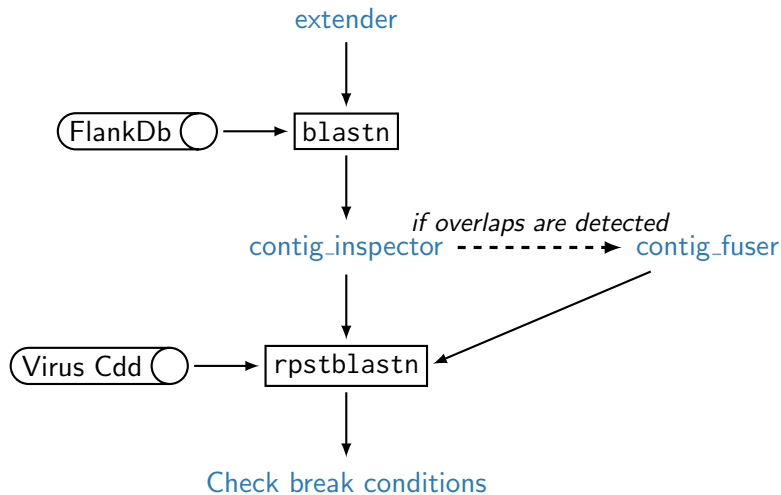 extender
FlankDb
blastn
if overlaps are detected
contig_inspector
contig_fuser
Virus Cdd
rpstblastn
Check break conditions